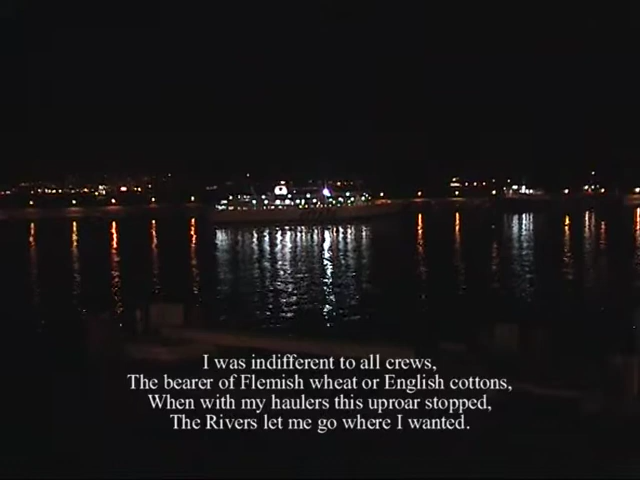 I was indifferent to all crews,
The bearer of Flemish wheat or English cottons,
When with my haulers this uproar stopped,
The Rivers let me go where I wanted.